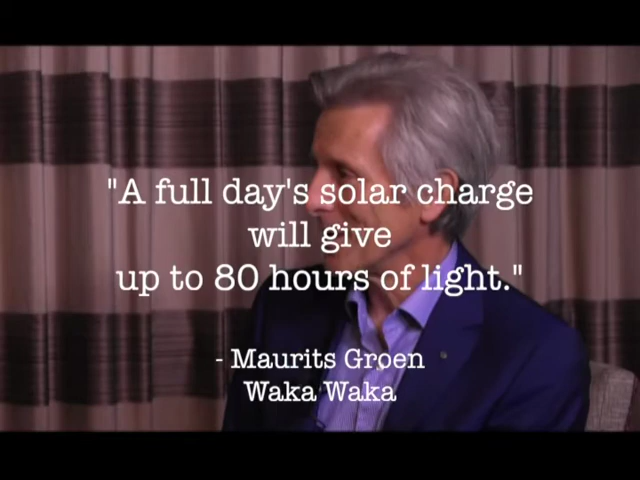 "A full day's solar charge
will give
up to 80 hours of light."
- Maurits Groen
Waka Waka